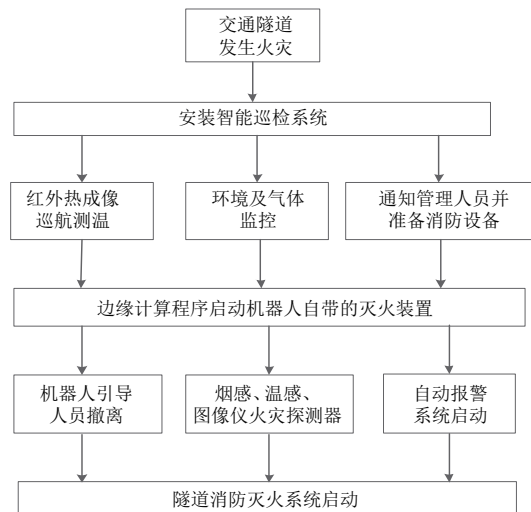 交通隧道
发生火灾
安装智能巡检系统
红外热成像
巡航测温
环境及气体
监控
通知管理人员并
准备消防设备
边缘计算程序启动机器人自带的灭火装置
机器人引导
人员撤离
烟感、温感、
图像仪火灾探测器
自动报警
系统启动
隧道消防灭火系统启动